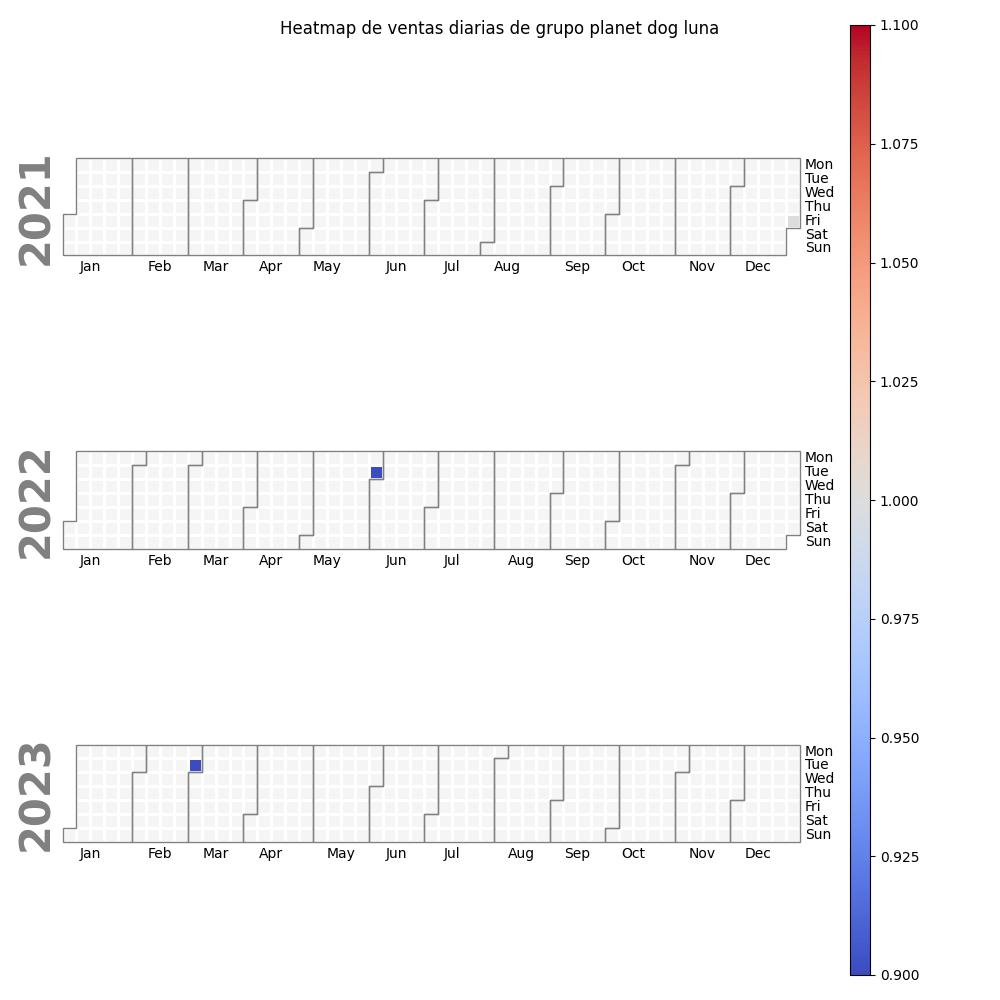 Heatmap de ventas diarias de grupo planet dog luna
1.100
1.075
1.050
1.025
1.000
0.975
0.950
0.925
0.900
2021
Mon
Tue
Wed
Thu
Fri
Sat
Sun
Jan Feb Mar Apr May Jun Jul Aug Sep Oct Nov Dec
2022
Mon
Tue
Wed
Thu
Fri
Sat
Sun
Jan Feb Mar Apr May Jun Jul Aug Sep Oct Nov Dec
2023
Mon
Tue
Wed
Thu
Fri
Sat
Sun
Jan Feb Mar Apr May Jun Jul Aug Sep Oct Nov Dec